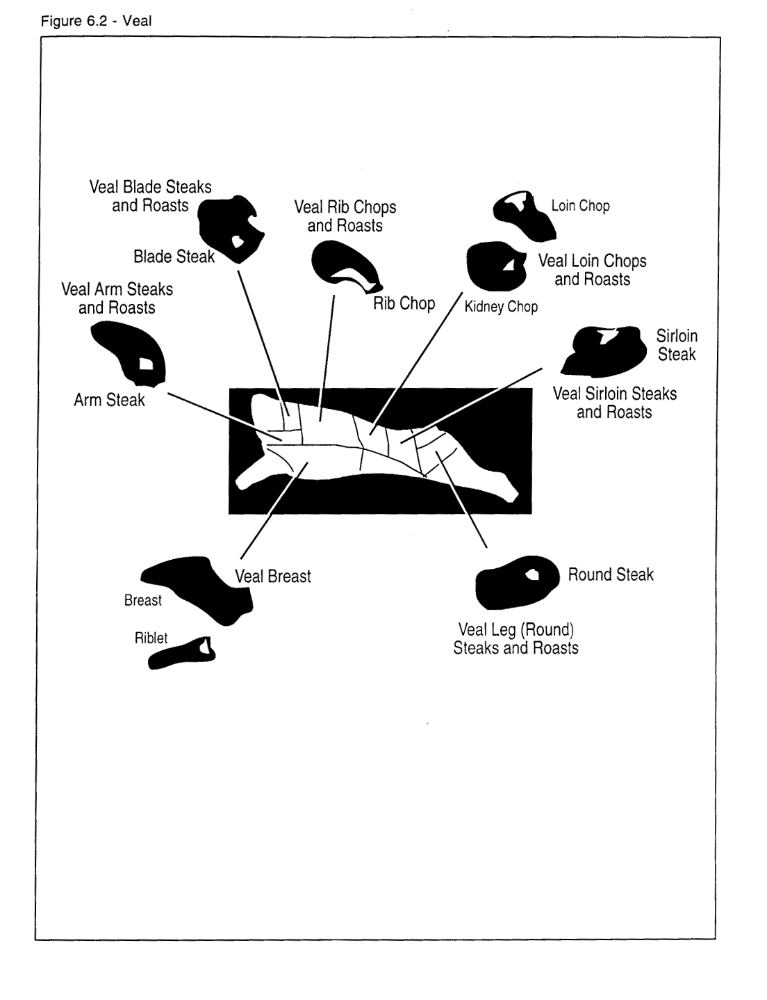 Figure 6.2 - Veal
Veal Blade Steaks
and Roasts
Blade Steak
Veal Rib Chops
and Roasts
Rib Chop
Loin Chop
Veal Loin Chops
and Roasts
Kidney Chop
Veal Arm Steaks
and Roasts
Arm Steak
Sirloin
Steak
Veal Sirloin Steaks
and Roasts
Veal Breast
Breast
Riblet
Round Steak
Veal Leg (Round)
Steaks and Roasts